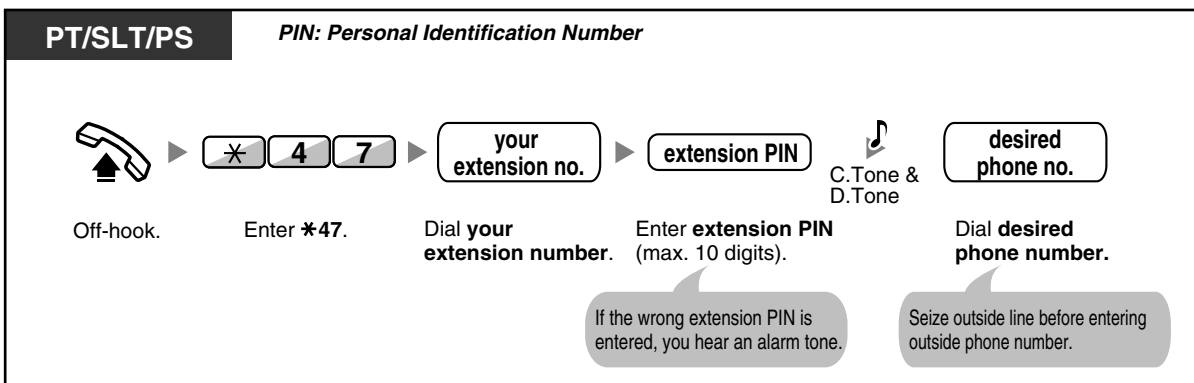 PT/SLT/PS
PIN: Personal Identification Number
✳ 4 7
your
extension no.
extension PIN
C.Tone &
D.Tone
desired
phone no.
Off-hook.
Enter ✳47.
Dial your
extension number.
Enter extension PIN
(max. 10 digits).
Dial desired
phone number.
If the wrong extension PIN is
entered, you hear an alarm tone.
Seize outside line before entering
outside phone number.